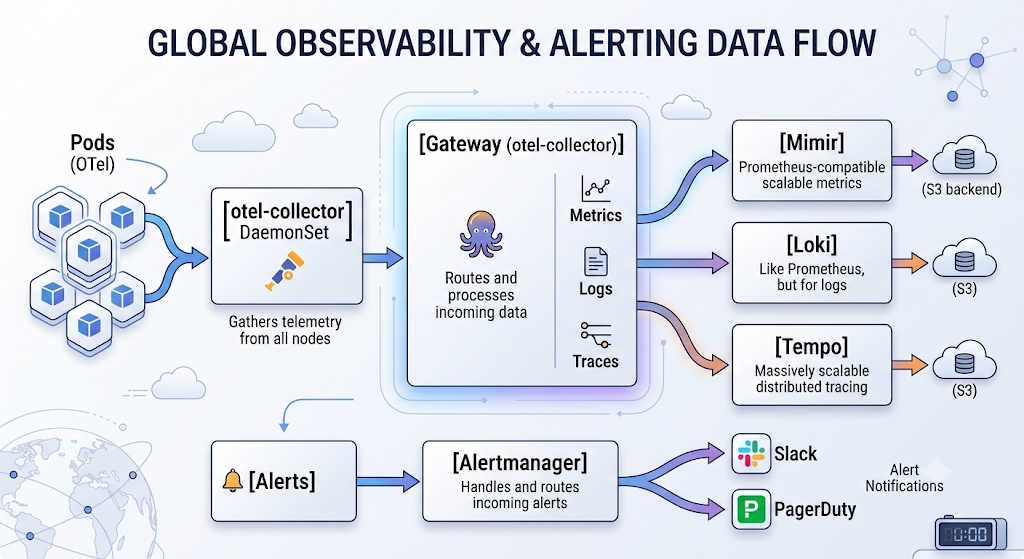 GLOBAL OBSERVABILITY & ALERTING DATA FLOW
Pods
(OTel)
[otel-collector]
DaemonSet
Gathers telemetry
from all nodes
[Gateway (otel-collector)]
Routes and
processes
incoming data
Metrics
Logs
Traces
[Mimir]
Prometheus-compatible
scalable metrics
(S3 backend)
[Loki]
Like Prometheus,
but for logs
(S3)
[Tempo]
Massively scalable
distributed tracing
(S3)
[Alerts]
[Alertmanager]
Handles and routes
incoming alerts
Slack
P
PagerDuty
Alert
Notifications
00:00